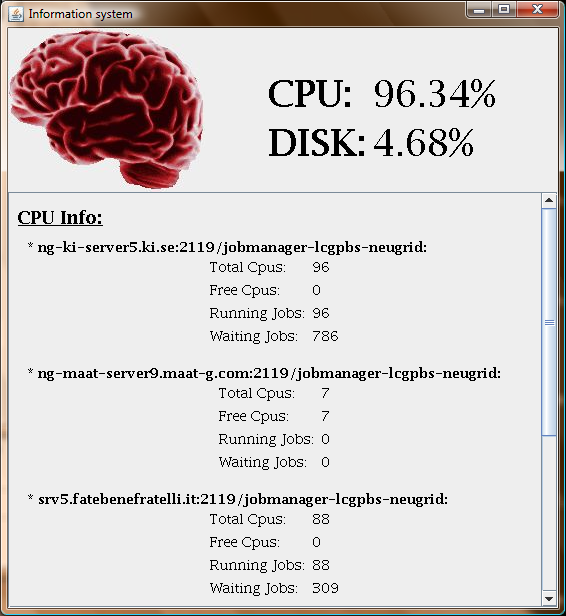 Information system
CPU: 96.34%
DISK: 4.68%
CPU Info:
* ng-ki-server5.ki.se:2119/jobmanager-lcgpbs-neugrid:
Total Cpus: 96
Free Cpus: 0
Running Jobs: 96
Waiting Jobs: 786
* ng-maat-server9.maat-g.com:2119/jobmanager-lcgpbs-neugrid:
Total Cpus: 7
Free Cpus: 7
Running Jobs: 0
Waiting Jobs: 0
* srv5.fatebenefratelli.it:2119/jobmanager-lcgpbs-neugrid:
Total Cpus: 88
Free Cpus: 0
Running Jobs: 88
Waiting Jobs: 309